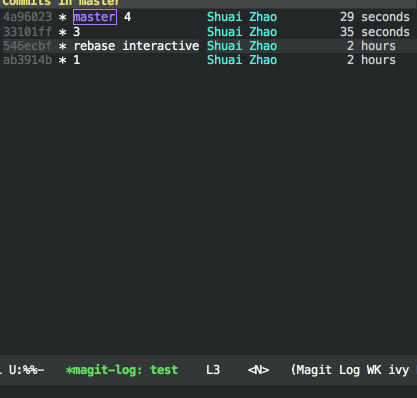 Commits in master
4a96023 * master 4 Shuai Zhao 29 seconds
33101ff * 3 Shuai Zhao 35 seconds
546ecbf * rebase interactive Shuai Zhao 2 hours
ab3914b * 1 Shuai Zhao 2 hours
U:%%- *magit-log: test L3 <N> (Magit Log WK ivy